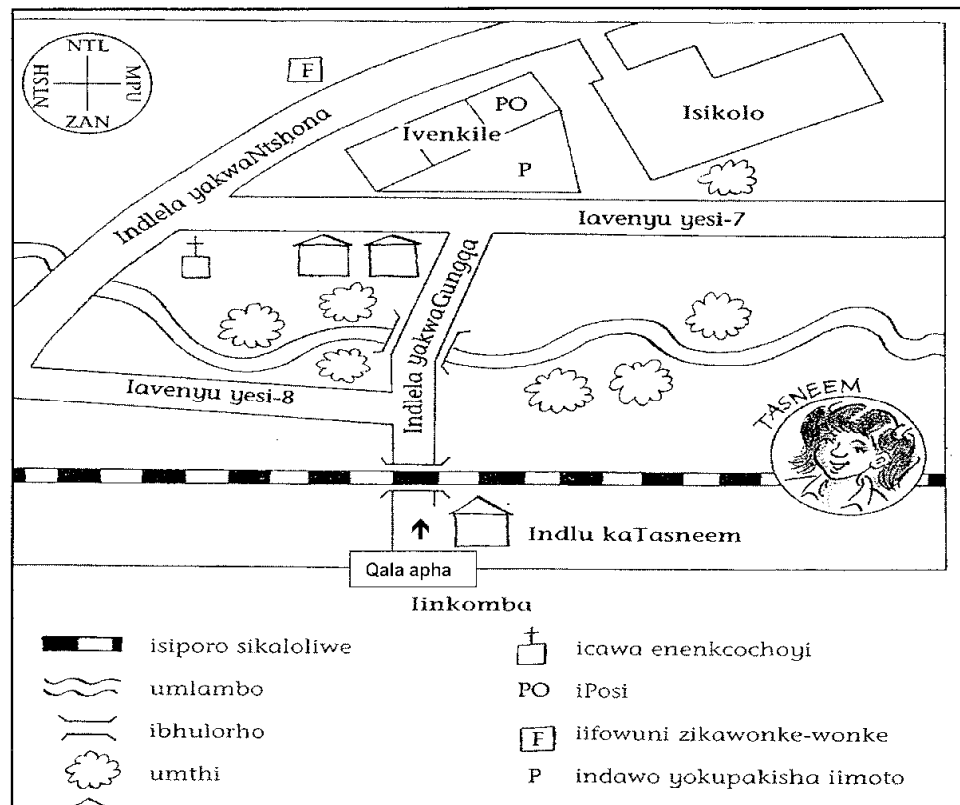 NTL
MPU
ZAN
NTSH
F
Indlela yakwaNtshona
Ivenkile
PO
P
Isikolo
Iavenyu yesi-7
Indlela yakwaGungqa
Iavenyu yesi-8
TASNEEM
Indlu kaTasneem
Qala apha
Iinkomba
isiporo sikaloliwe
umlambo
ibhulorho
umthi
icawa enenkcochoyi
PO iPosi
F iifowuni zikawonke-wonke
P indawo yokupakisha iimoto